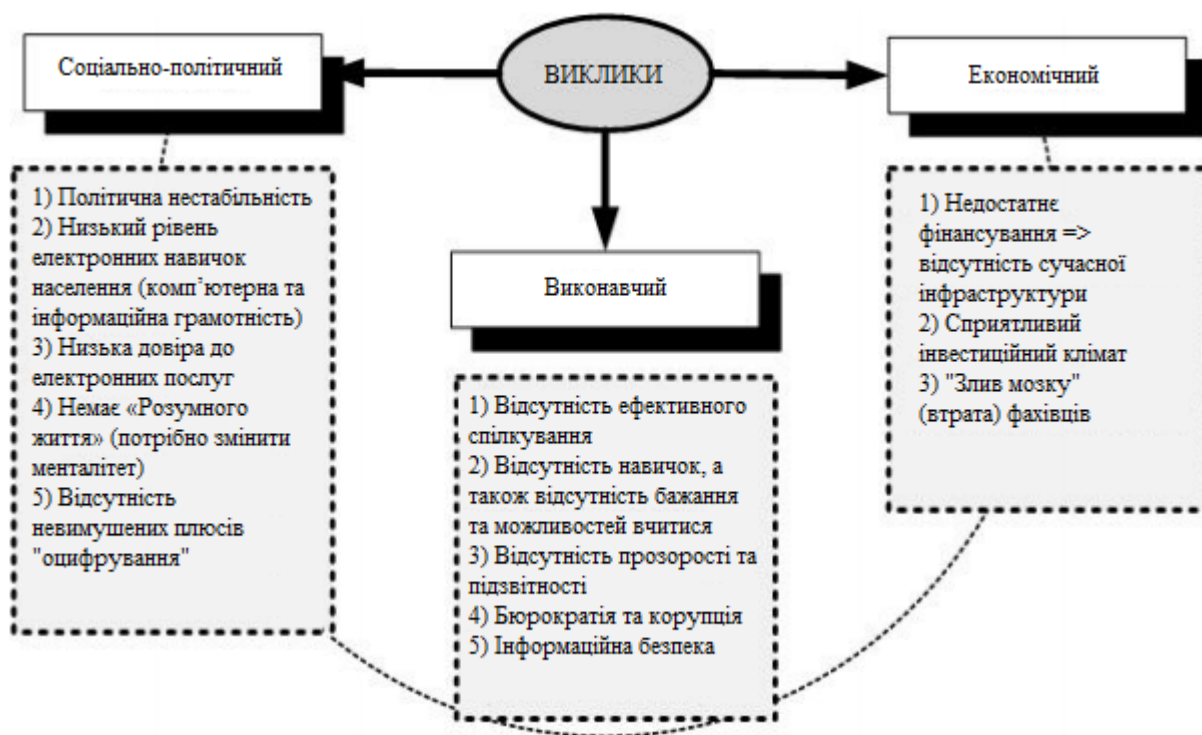 ВИКЛИКИ
Соціально-політичний
1) Політична нестабільність
2) Низький рівень
електронних навичок
населення (комп’ютерна та
інформаційна грамотність)
3) Низька довіра до
електронних послуг
4) Немає «Розумного
життя» (потрібно змінити
менталітет)
5) Відсутність
невимушених плюсів
"оцифрування"
Виконавчий
1) Відсутність ефективного
спілкування
2) Відсутність навичок, а
також відсутність бажання
та можливостей вчитися
3) Відсутність прозорості та
підзвітності
4) Бюрократія та корупція
5) Інформаційна безпека
Економічний
1) Недостатнє
фінансування =>
відсутність сучасної
інфраструктури
2) Сприятливий
інвестиційний клімат
3) "Злив мозку"
(втрата) фахівців